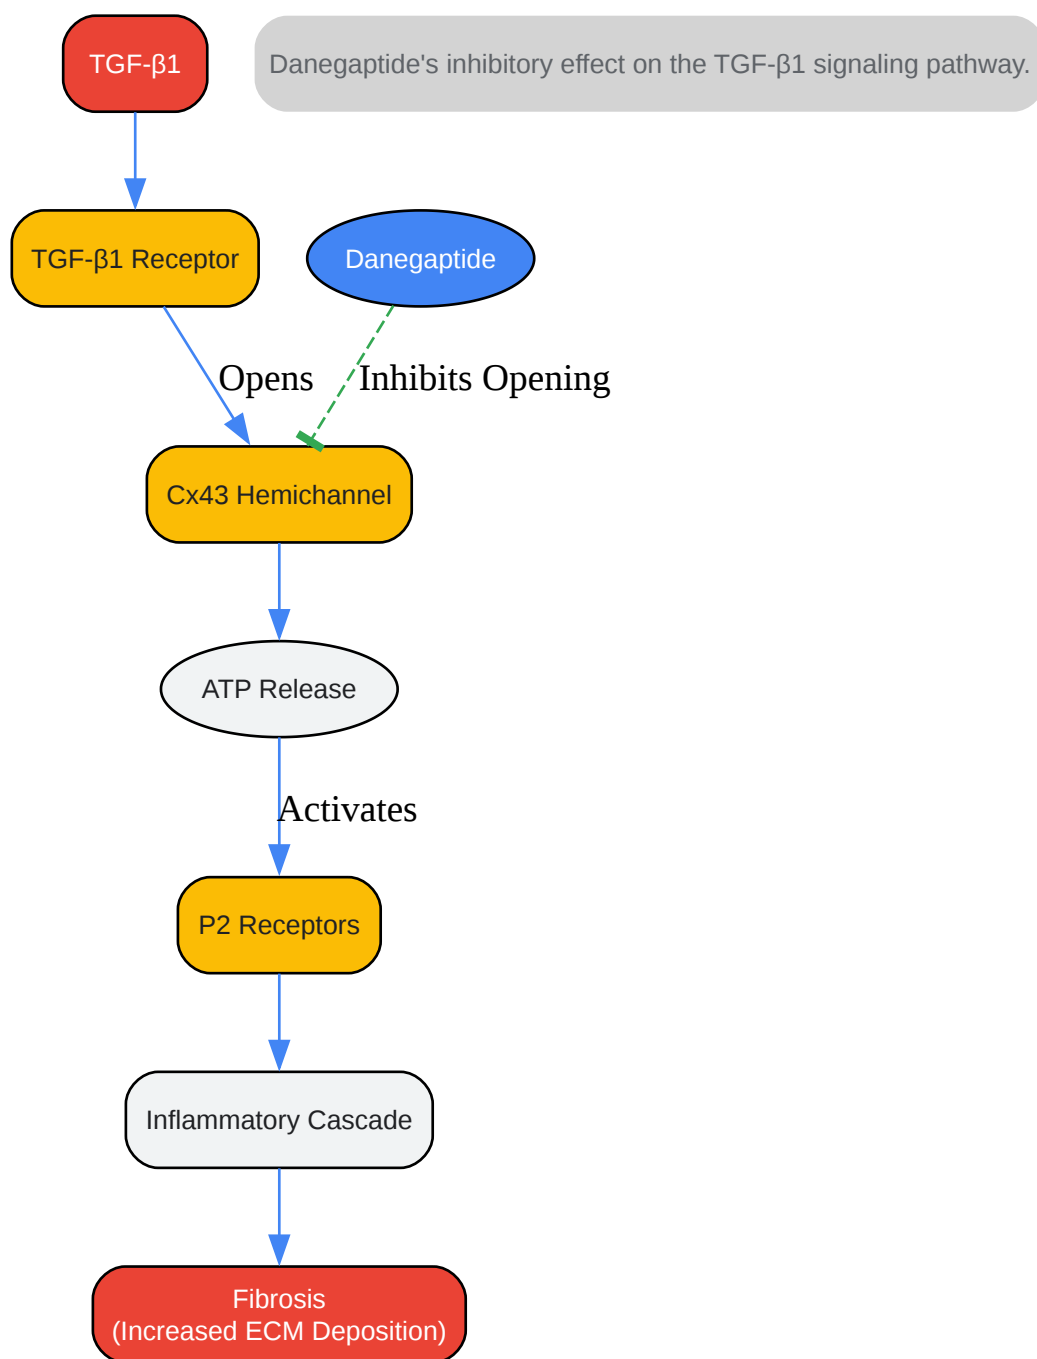 TGF-β1
Danegaptide's inhibitory effect on the TGF-β1 signaling pathway.
TGF-β1 Receptor
Danegaptide
Opens
Inhibits Opening
Cx43 Hemichannel
ATP Release
Activates
P2 Receptors
Inflammatory Cascade
Fibrosis
(Increased ECM Deposition)